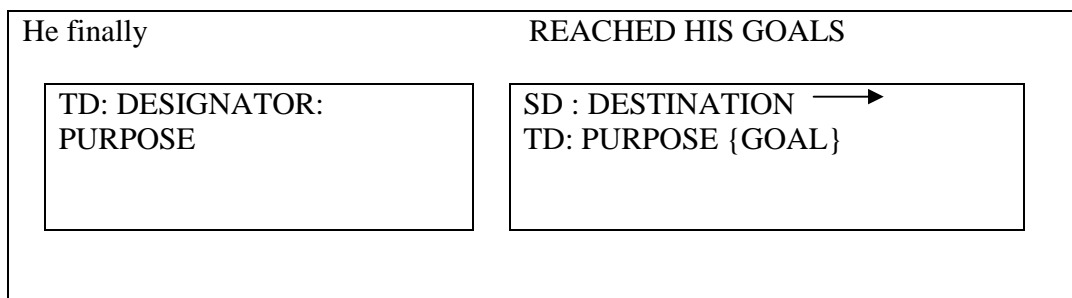 He finally REACHED HIS GOALS
TD: DESIGNATOR:
PURPOSE
SD : DESTINATION
TD: PURPOSE {GOAL}